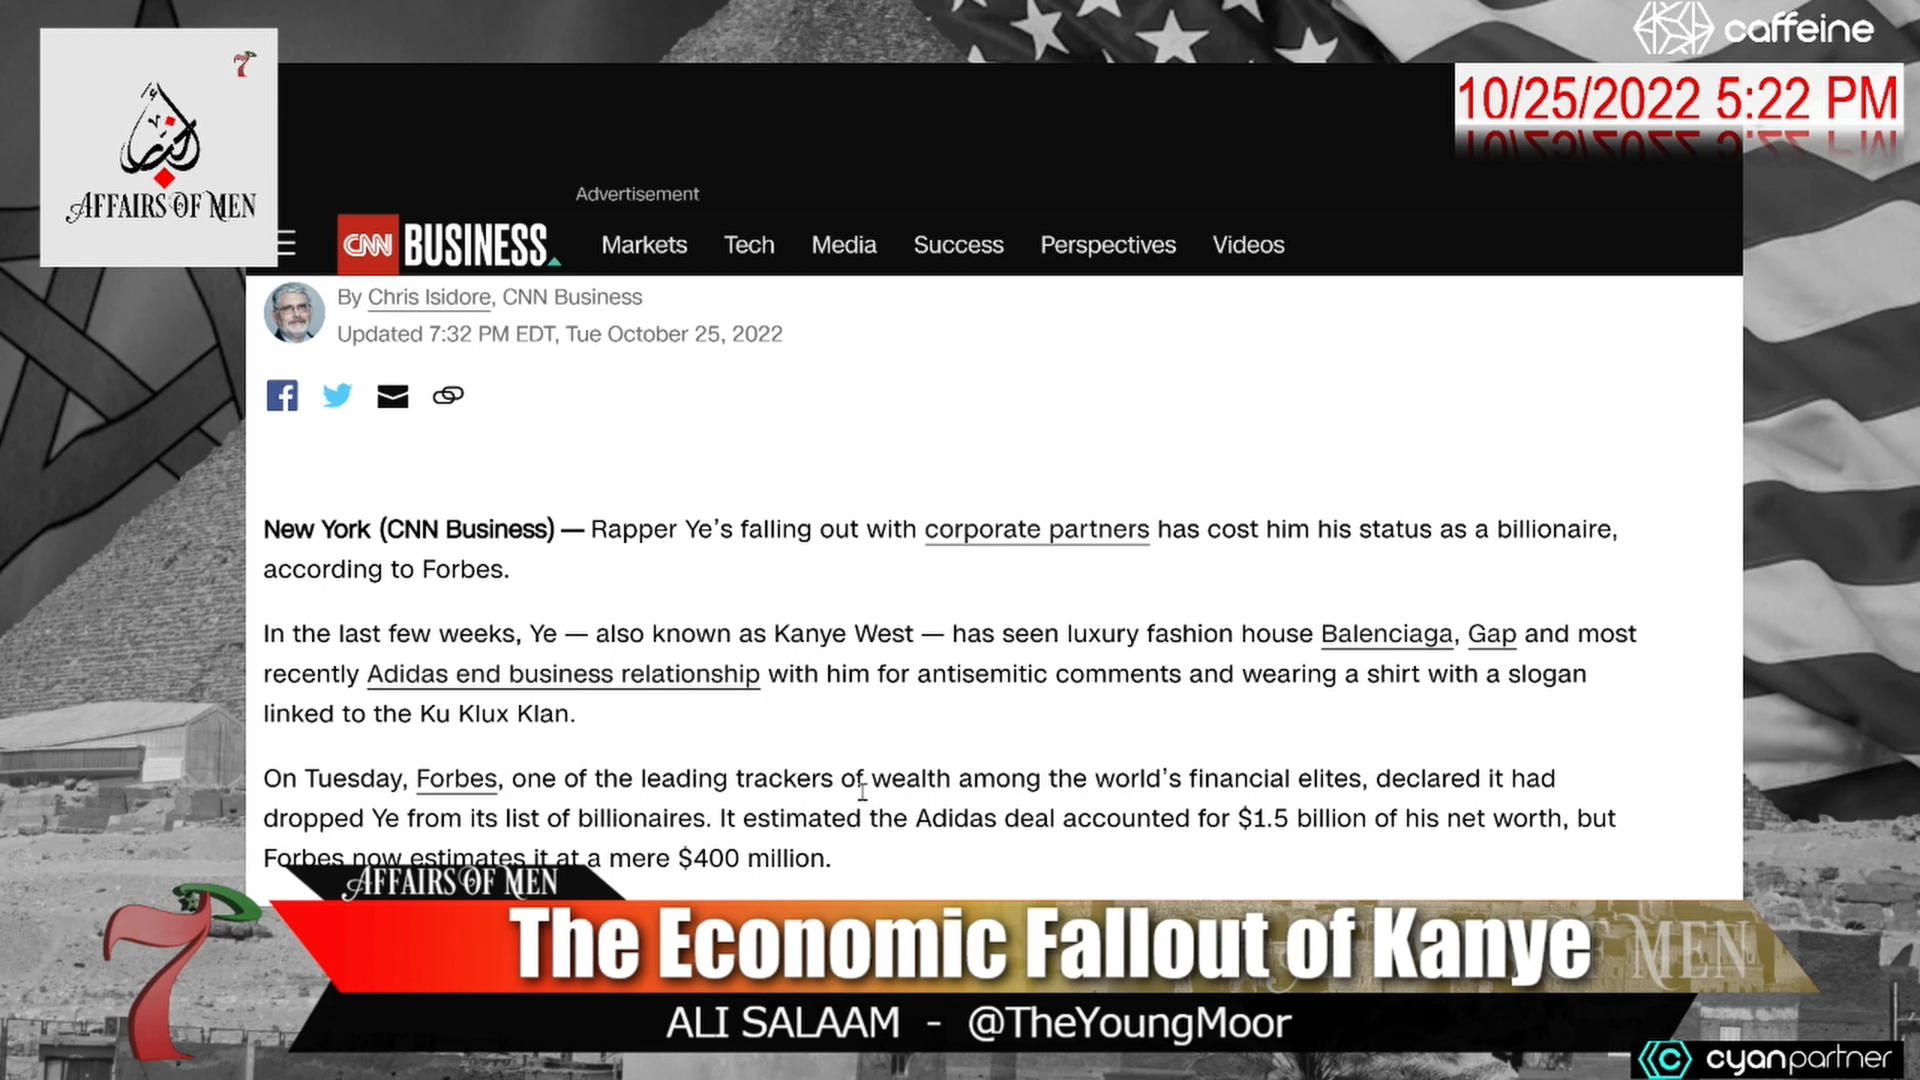 caffeine
10/25/2022 5:22 PM
7
AFFAIRS OF MEN
Advertisement
CNN BUSINESS Markets Tech Media Success Perspectives Videos
By Chris Isidore, CNN Business
Updated 7:32 PM EDT, Tue October 25, 2022
New York (CNN Business) — Rapper Ye’s falling out with corporate partners has cost him his status as a billionaire,
according to Forbes.
In the last few weeks, Ye — also known as Kanye West — has seen luxury fashion house Balenciaga, Gap and most
recently Adidas end business relationship with him for antisemitic comments and wearing a shirt with a slogan
linked to the Ku Klux Klan.
On Tuesday, Forbes, one of the leading trackers of wealth among the world’s financial elites, declared it had
dropped Ye from its list of billionaires. It estimated the Adidas deal accounted for $1.5 billion of his net worth, but
Forbes now estimates it at a mere $400 million.
AFFAIRS OF MEN
7
The Economic Fallout of Kanye
MEN
ALI SALAAM - @TheYoungMoor
cyanpartner